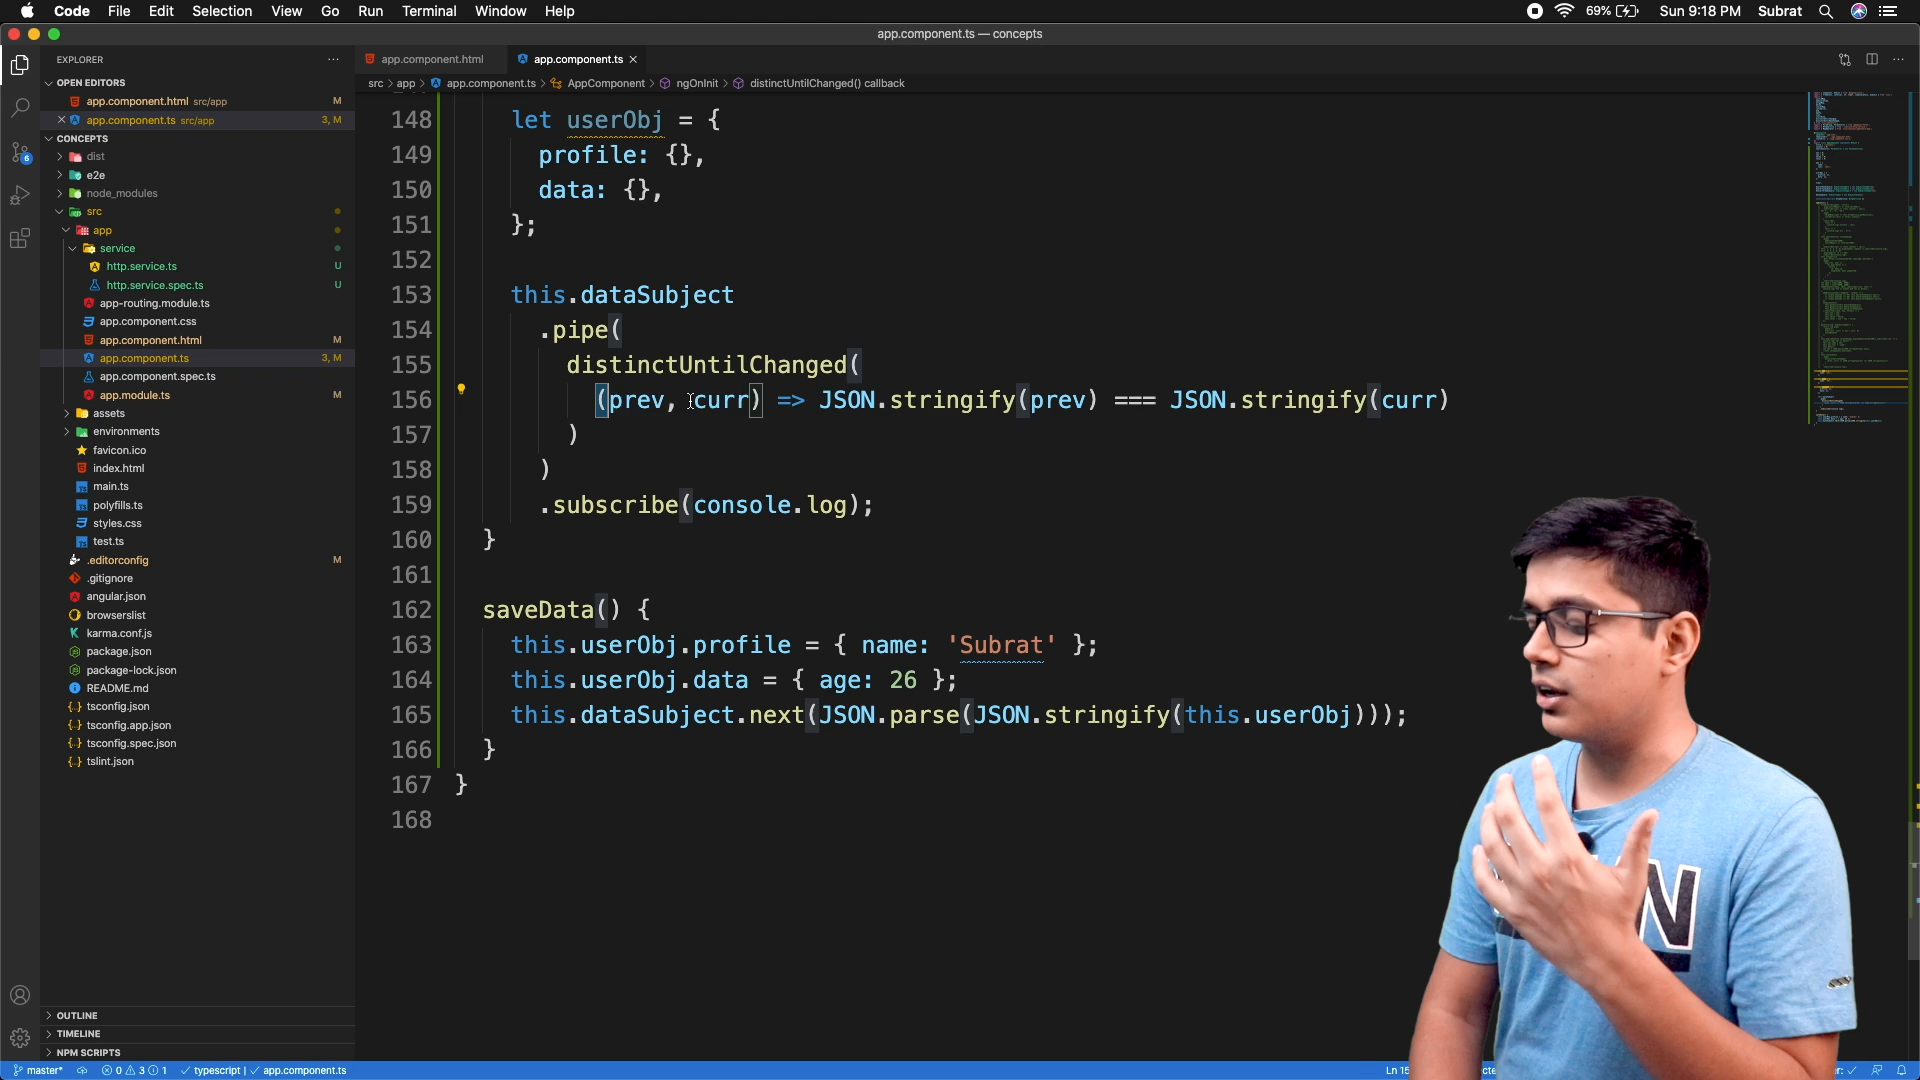 Code File Edit Selection View Go Run Terminal Window Help 69% Sun 9:18 PM Subrat
app.component.ts — concepts
EXPLORER
OPEN EDITORS
app.component.html src/app M
app.component.ts src/app 3, M
CONCEPTS
dist
e2e
node_modules
src
app
service
http.service.ts U
http.service.spec.ts U
app-routing.module.ts
app.component.css
app.component.html M
app.component.ts 3, M
app.component.spec.ts
app.module.ts M
assets
environments
favicon.ico
index.html
main.ts
polyfills.ts
styles.css
test.ts
.editorconfig M
.gitignore
angular.json
browserslist
karma.conf.js
package.json
package-lock.json
README.md
tsconfig.json
tsconfig.app.json
tsconfig.spec.json
tslint.json
OUTLINE
TIMELINE
NPM SCRIPTS
app.component.html app.component.ts
src > app > app.component.ts > AppComponent > ngOnInit > distinctUntilChanged() callback
148 let userObj = {
149 profile: {},
150 data: {},
151 };
152
153 this.dataSubject
154 .pipe(
155 distinctUntilChanged(
156 (prev, curr) => JSON.stringify(prev) === JSON.stringify(curr)
157 )
158 )
159 .subscribe(console.log);
160 }
161
162 saveData() {
163 this.userObj.profile = { name: 'Subrat' };
164 this.userObj.data = { age: 26 };
165 this.dataSubject.next(JSON.parse(JSON.stringify(this.userObj)));
166 }
167 }
168
master* 0 3 1 typescript | app.component.ts Ln 15